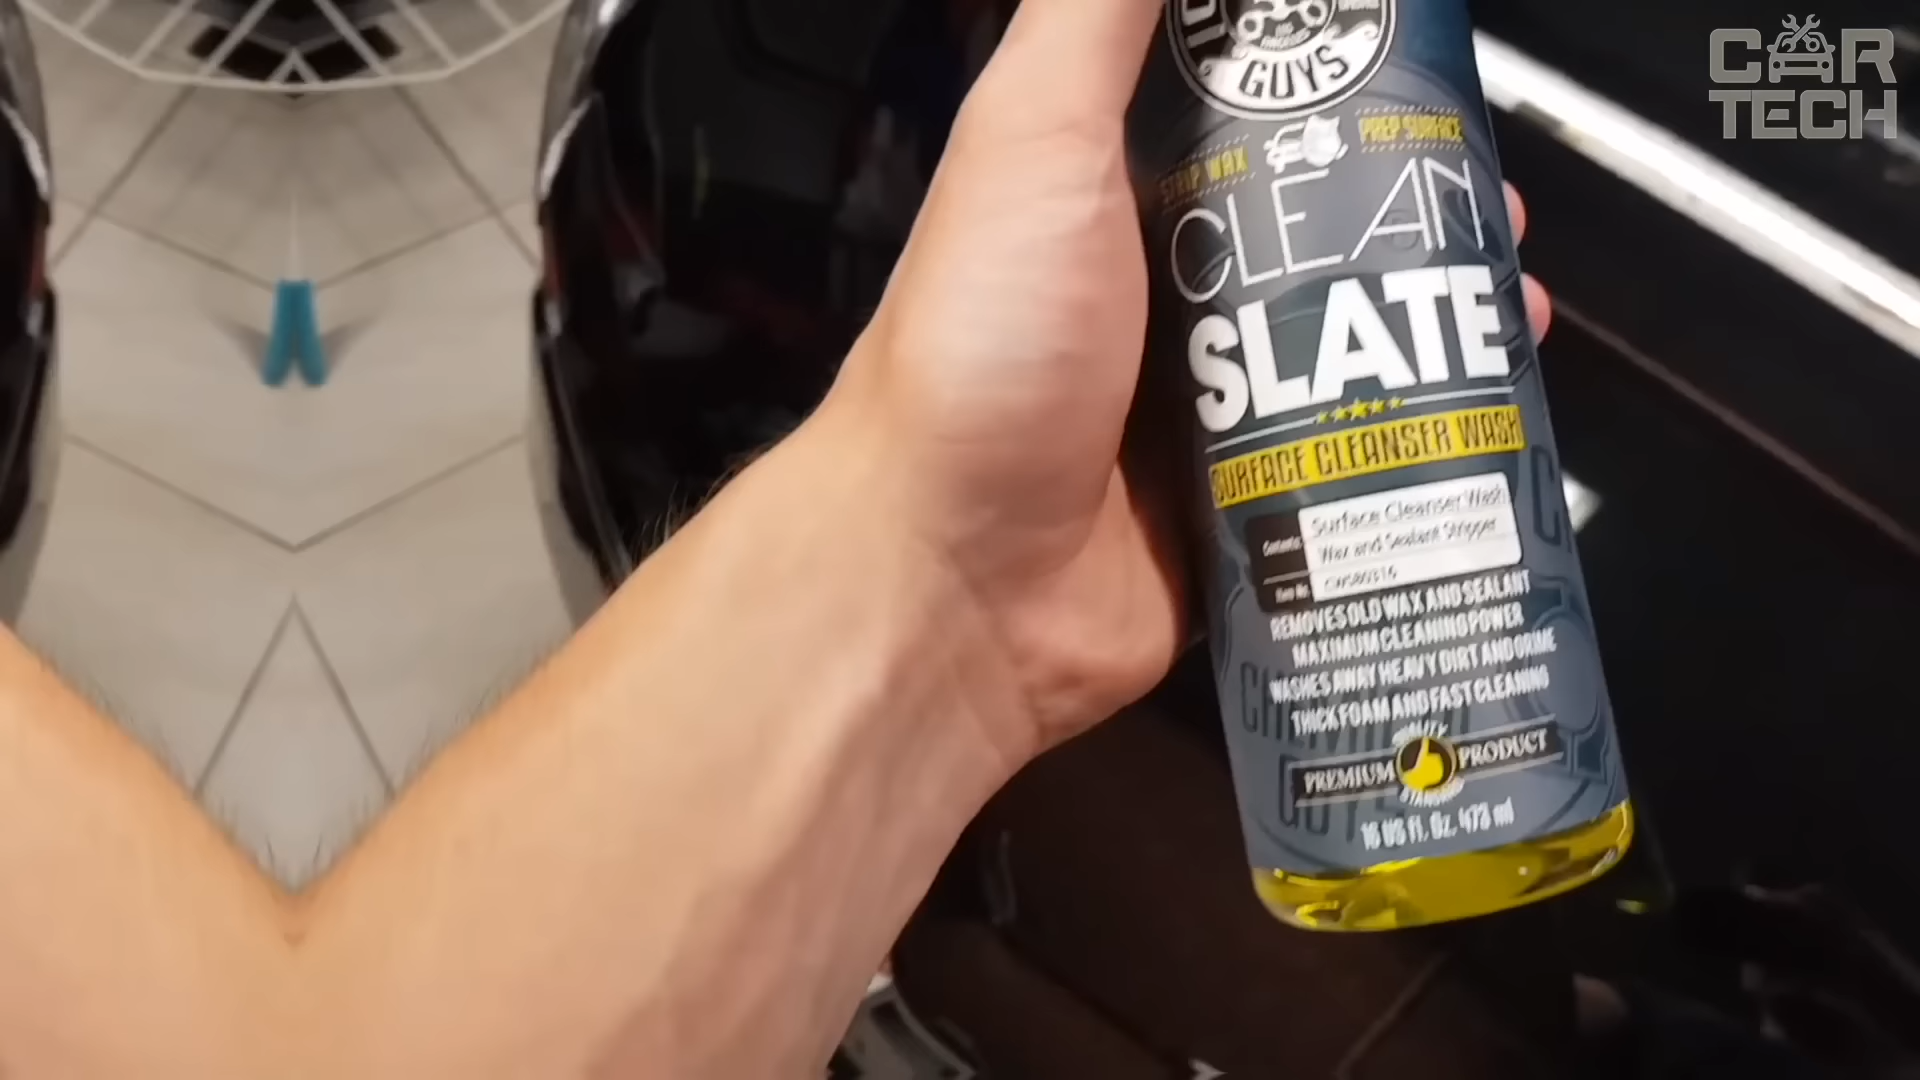 CAR
TECH
GUYS
STRIP WAX
PREP SURFACE
CLEAN
SLATE
SURFACE CLEANSER WASH
Surface Cleanser Wash
Wax and Sealant Stripper
REMOVES OLD WAX AND SEALANT
MAXIMUM CLEANING POWER
WASHES AWAY HEAVY DIRT AND GRIME
THICK FOAM AND FAST CLEANING
QUALITY
PREMIUM PRODUCT
STANDARD
16 US fl. Oz. 473 ml